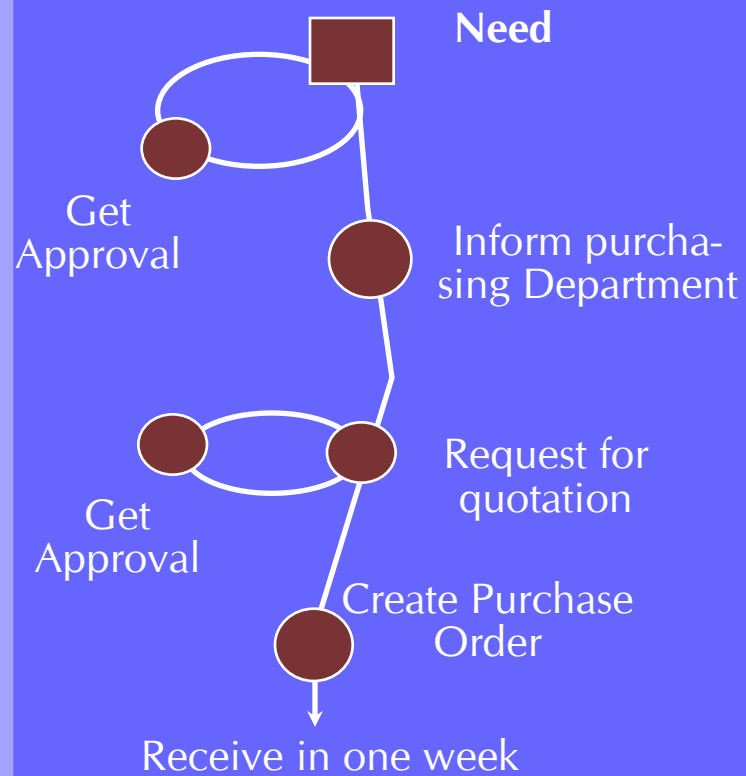 Need
Get
Approval
Inform purcha-
sing Department
Request for
quotation
Get
Approval
Create Purchase
Order
Receive in one week